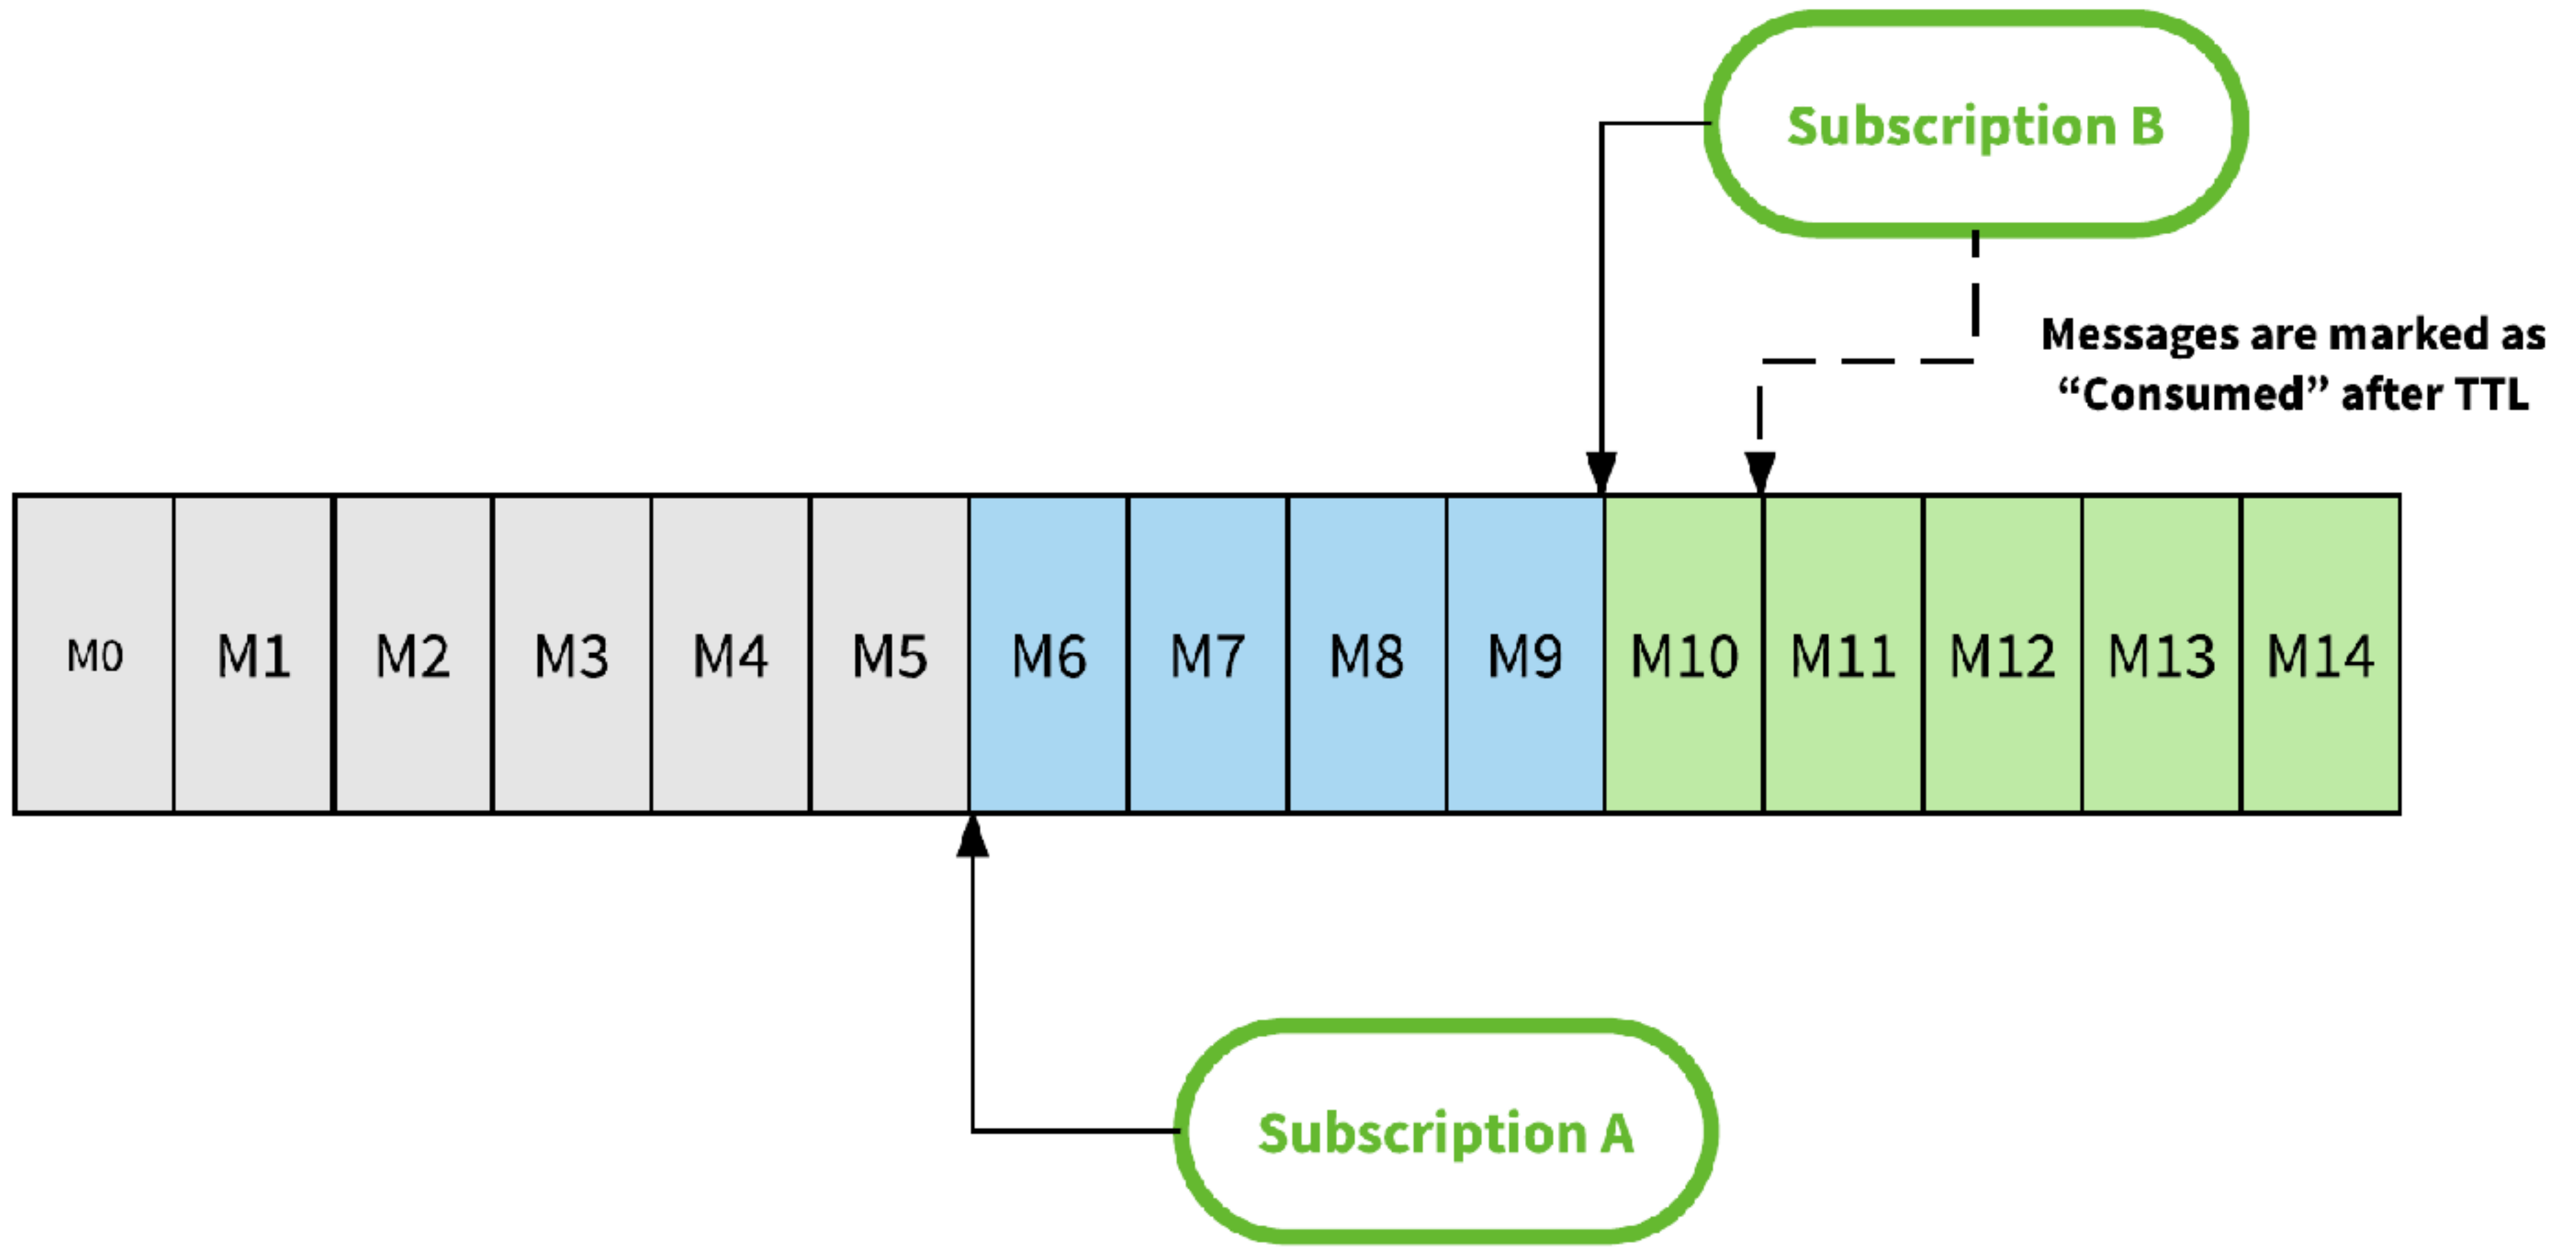 Subscription B
Messages are marked as
“Consumed” after TTL
M0 M1 M2 M3 M4 M5 M6 M7 M8 M9 M10 M11 M12 M13 M14
Subscription A